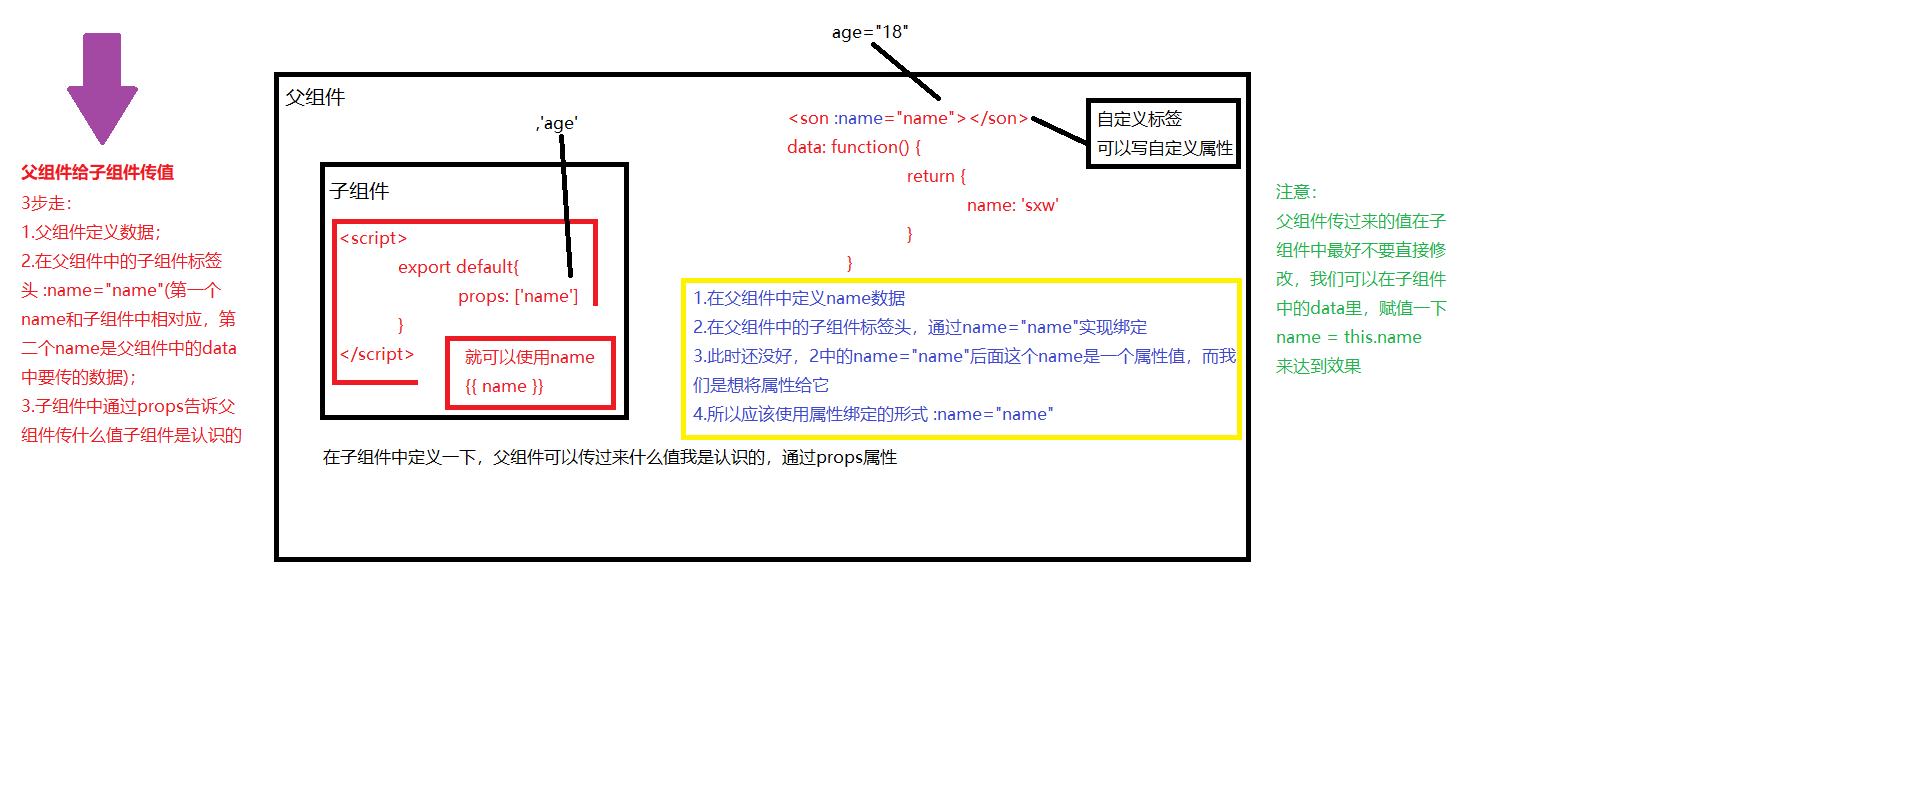 父组件给子组件传值
3步走：
1.父组件定义数据；
2.在父组件中的子组件标签
头 :name="name"(第一个
name和子组件中相对应，第
二个name是父组件中的data
中要传的数据)；
3.子组件中通过props告诉父
组件传什么值子组件是认识的
age="18"
父组件
,'age'
子组件
<script>
export default{
props: ['name']
}
</script>
就可以使用name
{{ name }}
在子组件中定义一下，父组件可以传过来什么值我是认识的，通过props属性
<son :name="name"></son>
data: function() {
return {
name: 'sxw'
}
}
自定义标签
可以写自定义属性
1.在父组件中定义name数据
2.在父组件中的子组件标签头，通过name="name"实现绑定
3.此时还没好，2中的name="name"后面这个name是一个属性值，而我
们是想将属性给它
4.所以应该使用属性绑定的形式 :name="name"
注意：
父组件传过来的值在子
组件中最好不要直接修
改，我们可以在子组件
中的data里，赋值一下
name = this.name
来达到效果